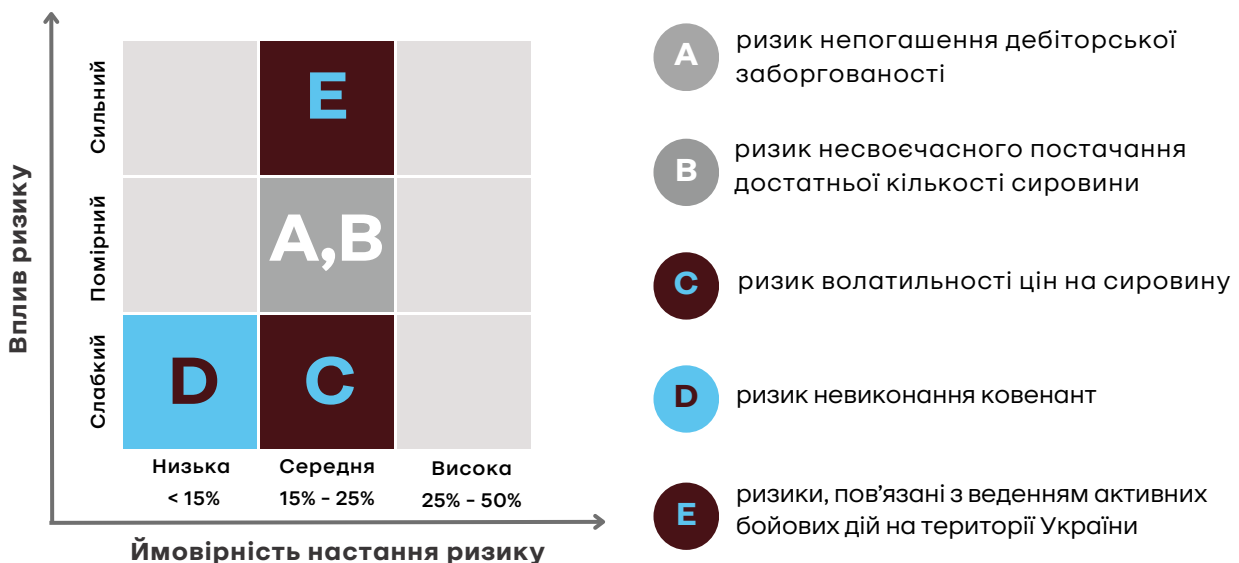 Вплив ризику
Сильний
Помірний
Слабкий
E
A,B
D
C
Низька
< 15%
Середня
15% - 25%
Висока
25% - 50%
Ймовірність настання ризику
A
ризик непогашення дебіторської
заборгованості
B
ризик несвоєчасного постачання
достатньої кількості сировини
C
ризик волатильності цін на сировину
D
ризик невиконання ковенант
E
ризики, пов’язані з веденням активних
бойових дій на території України